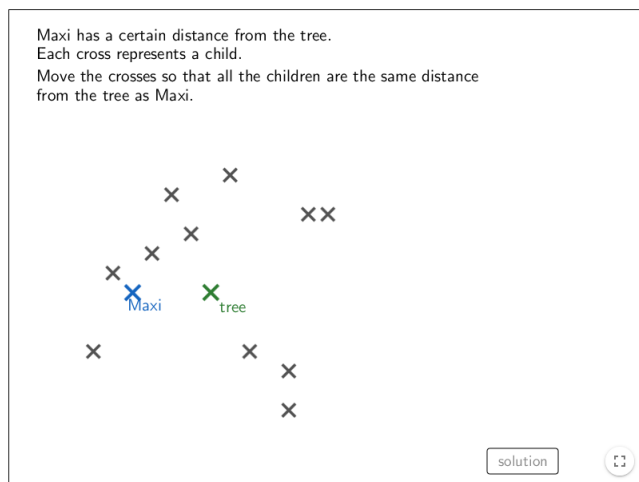 Maxi has a certain distance from the tree.
Each cross represents a child.
Move the crosses so that all the children are the same distance
from the tree as Maxi.
Maxi
tree
solution